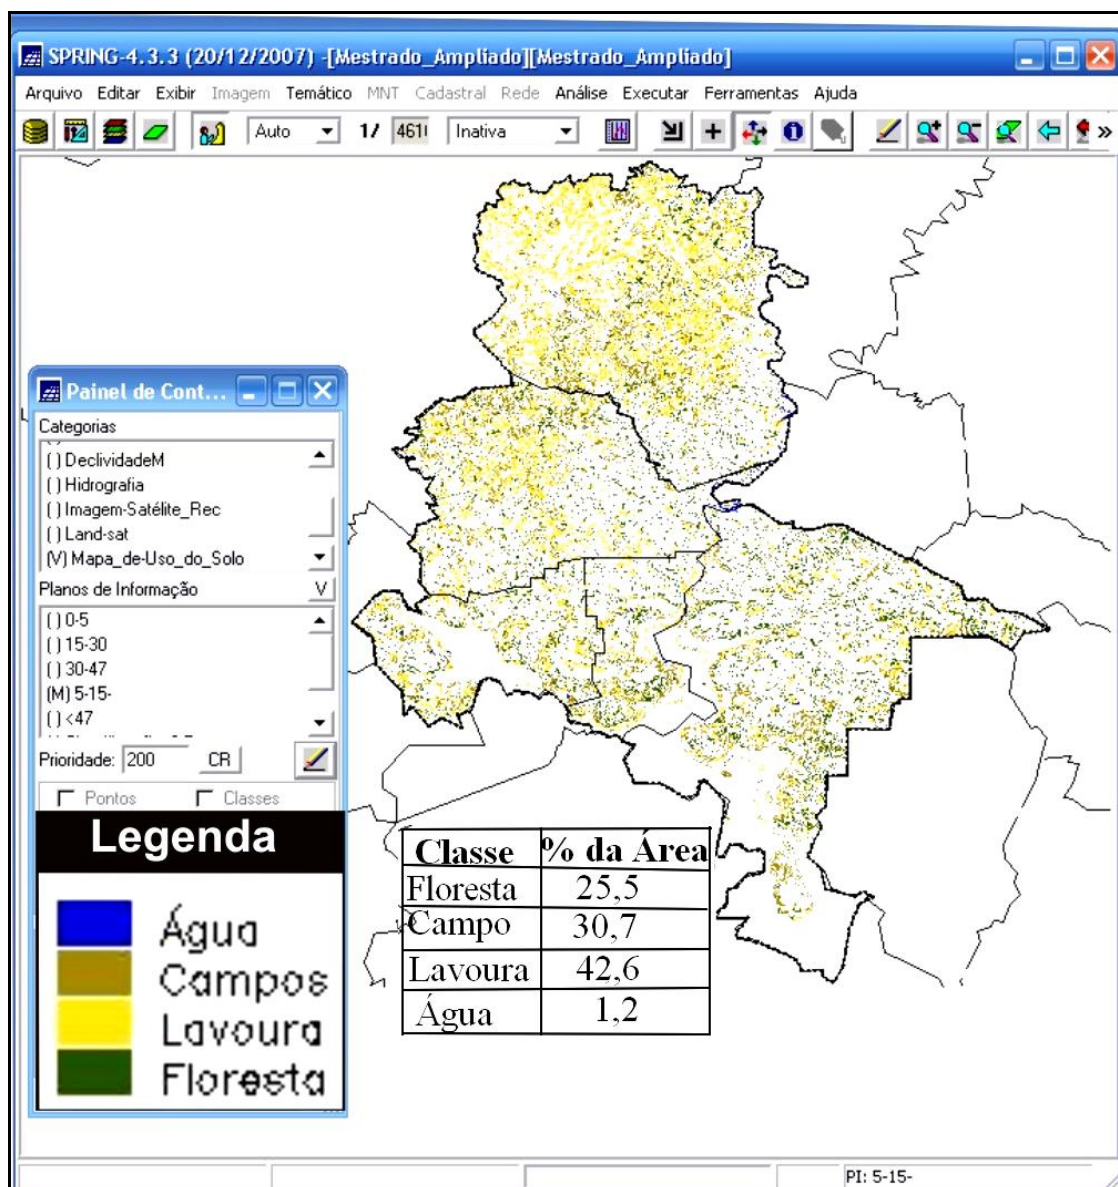 SPRING-4.3.3 (20/12/2007) -[Mestrado_Ampliado][Mestrado_Ampliado]
Arquivo Editar Exibir Imagem Temático MNT Cadastral Rede Análise Executar Ferramentas Ajuda
Auto 1/ Inativa
Painel de Cont...
Categorias
( ) DeclividadeM
( ) Hidrografia
( ) Imagem-Satélite_Rec
( ) Land-sat
(V) Mapa_de-Uso_do_Solo
Planos de Informação V
( ) 0-5
( ) 15-30
( ) 30-47
(M) 5-15-
( ) <47
Prioridade: 200 CR
Pontos Classes
Legenda
Água
Campos
Lavoura
Floresta
Classe % da Área
Floresta 25,5
Campo 30,7
Lavoura 42,6
Água 1,2
PI: 5-15-